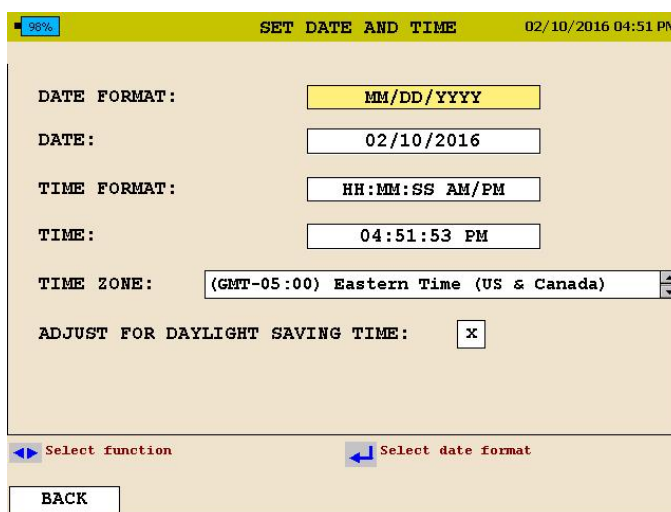 98% SET DATE AND TIME 02/10/2016 04:51 PM
DATE FORMAT: MM/DD/YYYY
DATE: 02/10/2016
TIME FORMAT: HH:MM:SS AM/PM
TIME: 04:51:53 PM
TIME ZONE: (GMT-05:00) Eastern Time (US & Canada)
ADJUST FOR DAYLIGHT SAVING TIME: X
Select function Select date format
BACK